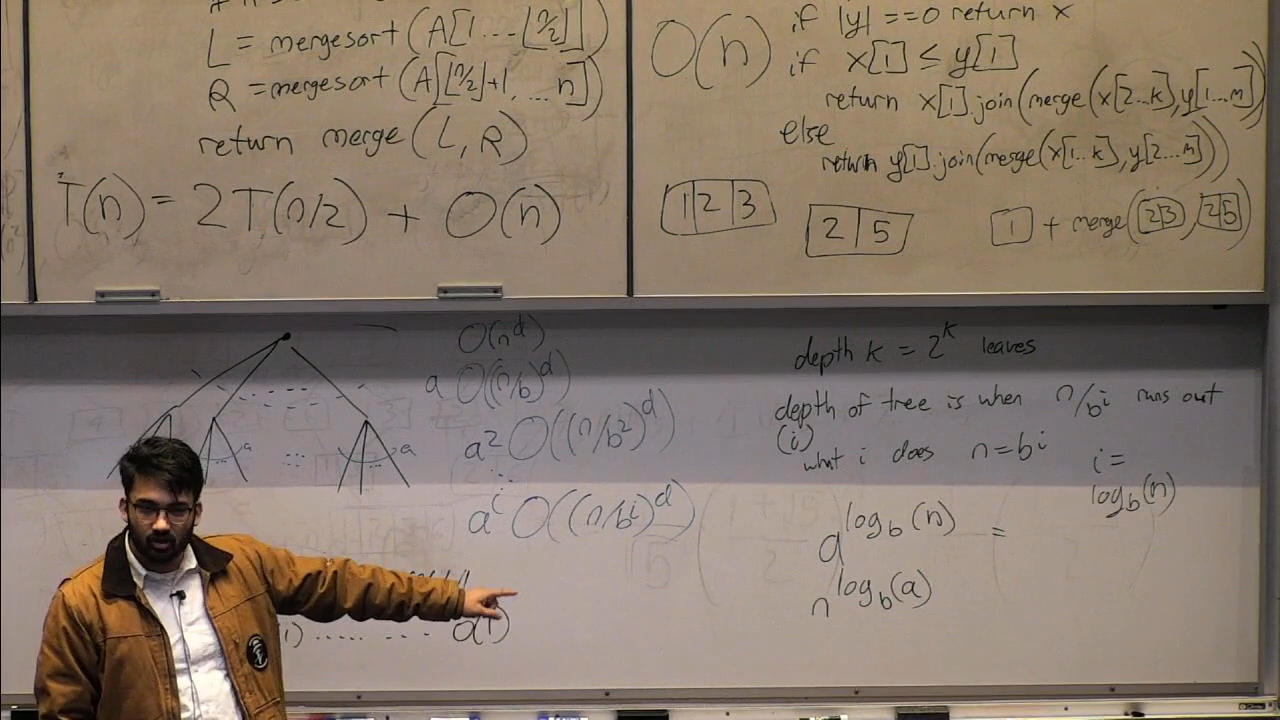 L = mergesort (A[1 ... ⌊n/2⌋])
R = mergesort (A[⌊n/2⌋+1, ... n])
return merge (L, R)
T(n) = 2T(n/2) + O(n)
O(n)
if |y| ==0 return x
if x[1] ≤ y[1]
return x[1].join(merge(x[2..k], y[1...m]))
else
return y[1].join(merge(x[1..k], y[2...m]))
1 2 3
2 5
1 + merge(2 3, 2 5)
O(n^d)
a O((n/b)^d)
a^2 O((n/b^2)^d)
a^i O((n/b^i)^d)
a
a
O(1)
depth k = 2^k leaves
depth of tree is when n/b^i runs out
(i)
what i does n=b^i
i =
log_b(n)
a^log_b(n) =
n^log_b(a)